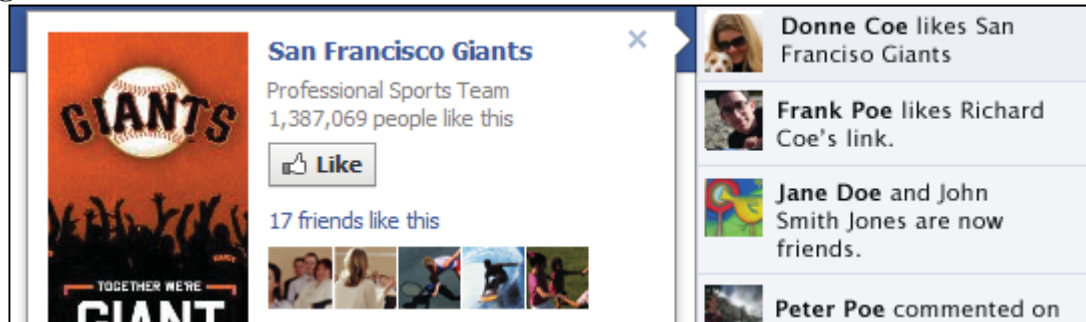 San Francisco Giants
Professional Sports Team
1,387,069 people like this
Like
17 friends like this
GIANTS
TOGETHER WE'RE
GIANT
Donne Coe likes San
Franciso Giants
Frank Poe likes Richard
Coe's link.
Jane Doe and John
Smith Jones are now
friends.
Peter Poe commented on